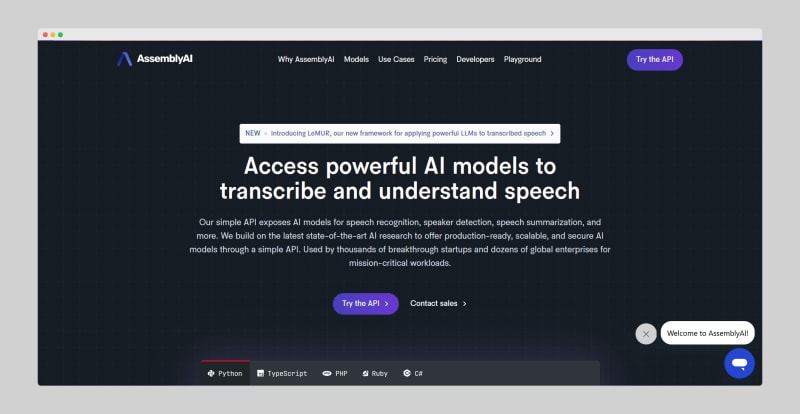 AssemblyAI
Why AssemblyAI Models Use Cases Pricing Developers Playground
Try the API
NEW + Introducing LeMUR, our new framework for applying powerful LLMs to transcribed speech >
Access powerful AI models to
transcribe and understand speech
Our simple API exposes AI models for speech recognition, speaker detection, speech summarization, and
more. We build on the latest state-of-the-art AI research to offer production-ready, scalable, and secure AI
models through a simple API. Used by thousands of breakthrough startups and dozens of global enterprises for
mission-critical workloads.
Try the API > Contact sales >
Welcome to AssemblyAI!
Python TypeScript PHP Ruby C#